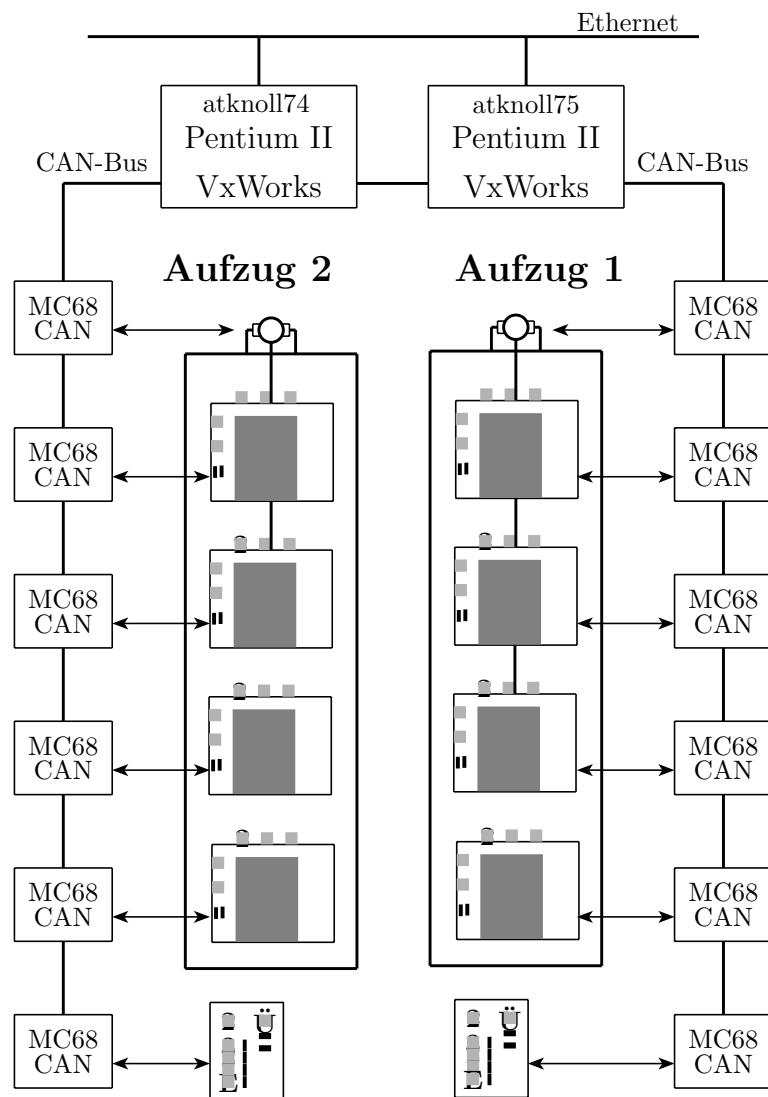 Ethernet
atknoll74
Pentium II
VxWorks
atknoll75
Pentium II
VxWorks
CAN-Bus
CAN-Bus
Aufzug 2
Aufzug 1
MC68
CAN
MC68
CAN
MC68
CAN
MC68
CAN
MC68
CAN
MC68
CAN
MC68
CAN
MC68
CAN
MC68
CAN
MC68
CAN
MC68
CAN
MC68
CAN
Ü
Ü